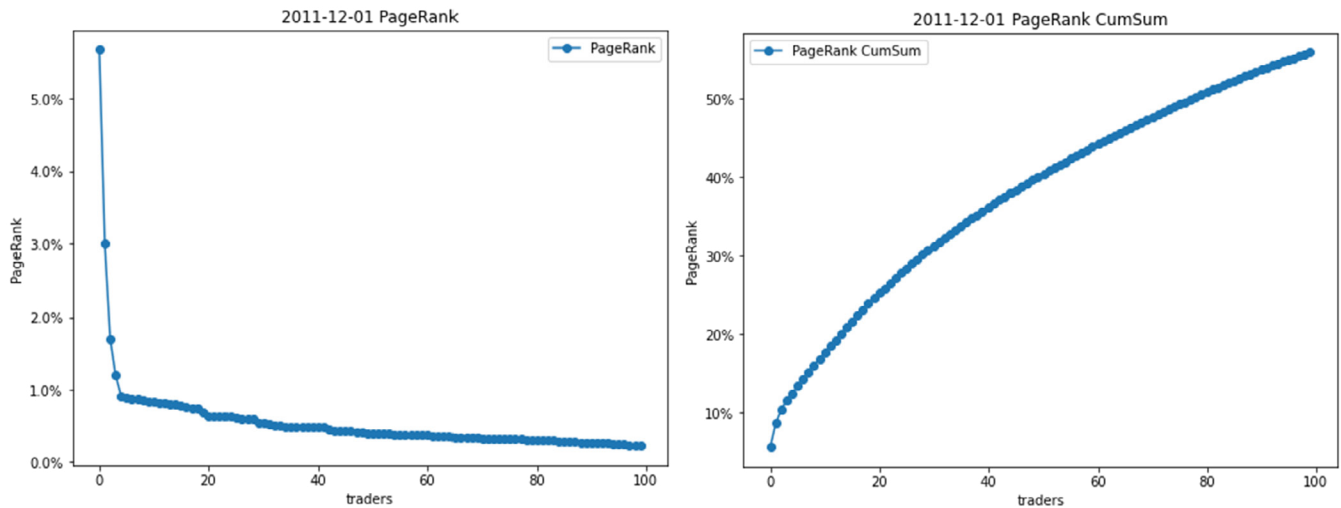 2011-12-01 PageRank
PageRank
5.0%
4.0%
3.0%
2.0%
1.0%
0.0%
PageRank
0
20
40
60
80
100
traders
2011-12-01 PageRank CumSum
PageRank CumSum
50%
40%
30%
20%
10%
PageRank
0
20
40
60
80
100
traders